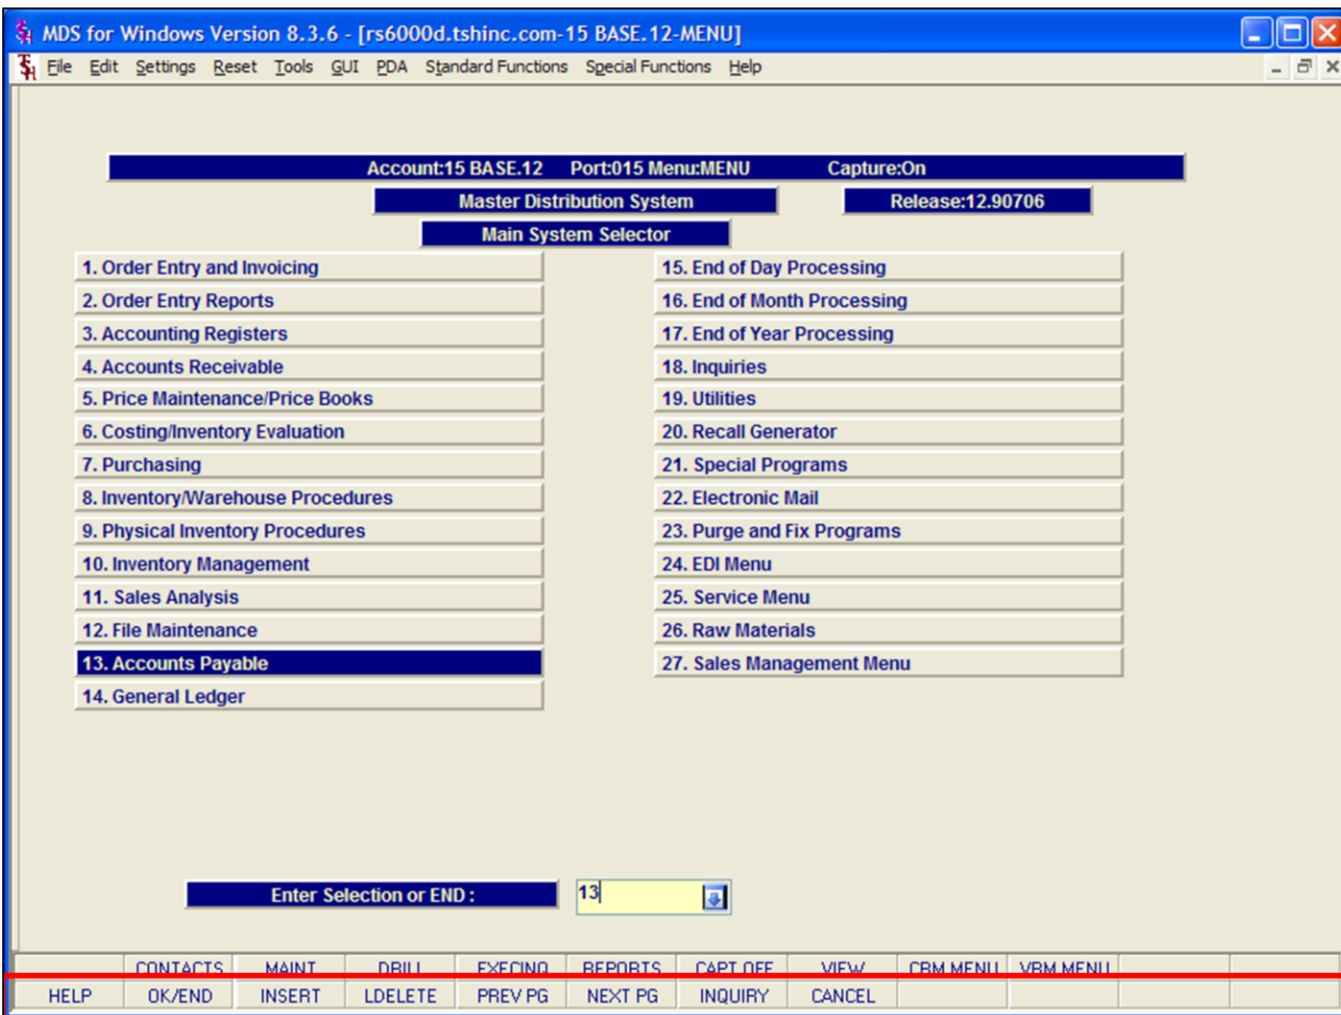 MDS for Windows Version 8.3.6 - [rs6000d.tshinc.com-15 BASE.12-MENU]
File Edit Settings Reset Tools GUI PDA Standard Functions Special Functions Help
Account:15 BASE.12 Port:015 Menu:MENU Capture:On
Master Distribution System Release:12.90706
Main System Selector
1. Order Entry and Invoicing
2. Order Entry Reports
3. Accounting Registers
4. Accounts Receivable
5. Price Maintenance/Price Books
6. Costing/Inventory Evaluation
7. Purchasing
8. Inventory/Warehouse Procedures
9. Physical Inventory Procedures
10. Inventory Management
11. Sales Analysis
12. File Maintenance
13. Accounts Payable
14. General Ledger
15. End of Day Processing
16. End of Month Processing
17. End of Year Processing
18. Inquiries
19. Utilities
20. Recall Generator
21. Special Programs
22. Electronic Mail
23. Purge and Fix Programs
24. EDI Menu
25. Service Menu
26. Raw Materials
27. Sales Management Menu
Enter Selection or END : 13
CONTACTS MAINT DRILL EXECINQ REPORTS CAPT OFF VIEW CRM MENU VRM MENU
HELP OK/END INSERT LDELETE PREV PG NEXT PG INQUIRY CANCEL